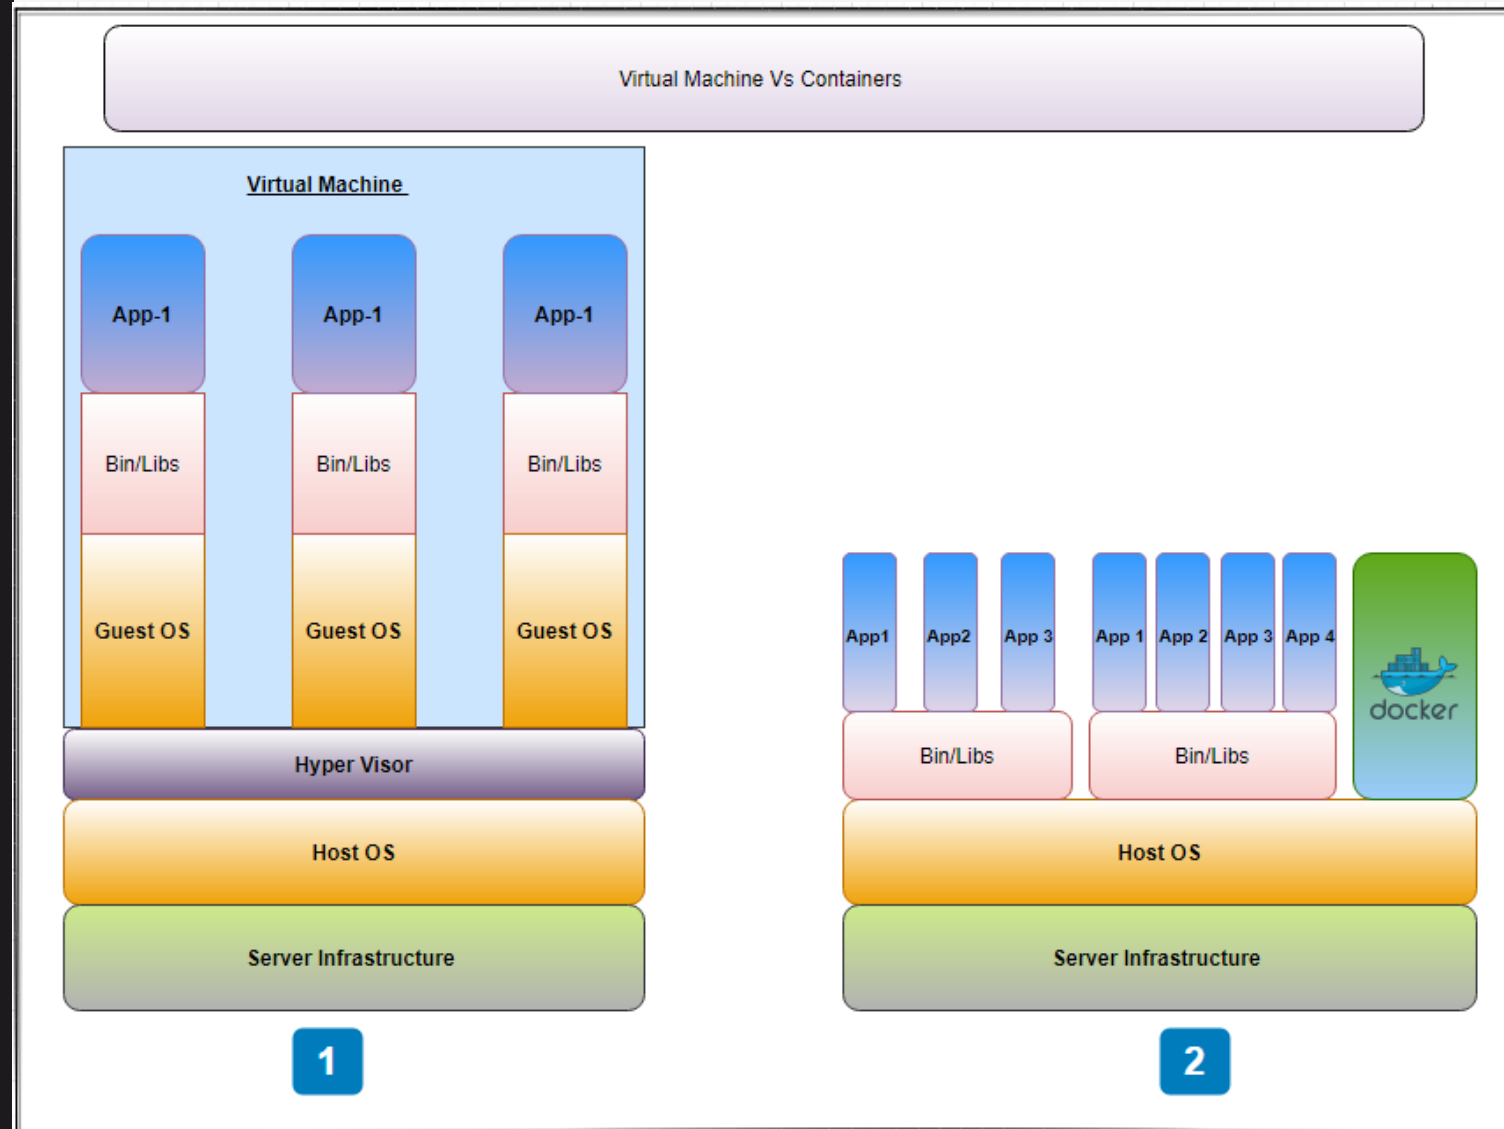 Virtual Machine Vs Containers
Virtual Machine
App-1
App-1
App-1
Bin/Libs
Bin/Libs
Bin/Libs
Guest OS
Guest OS
Guest OS
Hyper Visor
Host OS
Server Infrastructure
1
App1
App2
App 3
App 1
App 2
App 3
App 4
docker
Bin/Libs
Bin/Libs
Host OS
Server Infrastructure
2